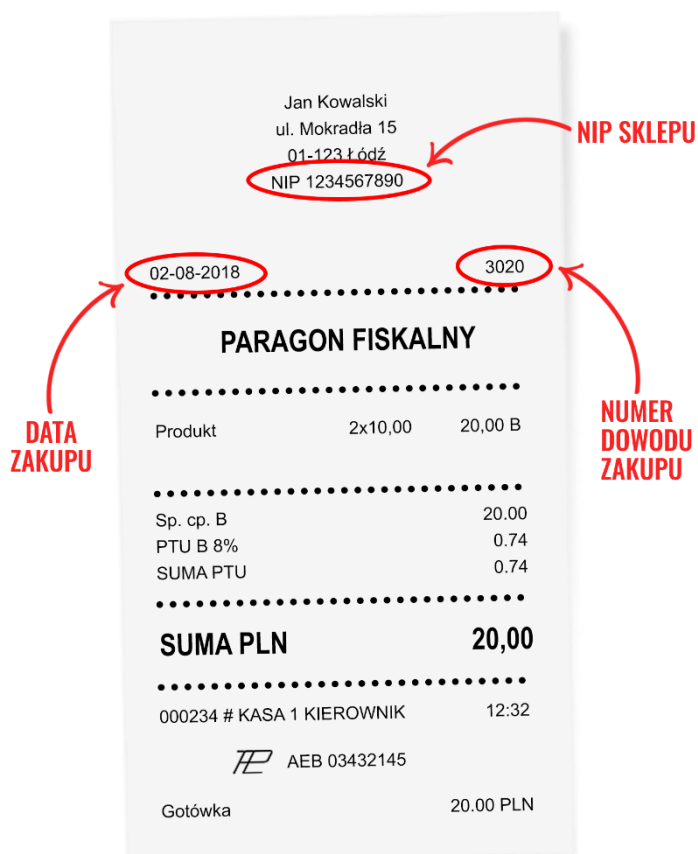 Jan Kowalski
ul. Mokradła 15
01-123 Łódź
NIP 1234567890
NIP SKLEPU
02-08-2018 3020
PARAGON FISKALNY
DATA
ZAKUPU
NUMER
DOWODU
ZAKUPU
Produkt 2x10,00 20,00 B
Sp. cp. B 20.00
PTU B 8% 0.74
SUMA PTU 0.74
SUMA PLN 20,00
000234 # KASA 1 KIEROWNIK 12:32
AEB 03432145
Gotówka 20.00 PLN